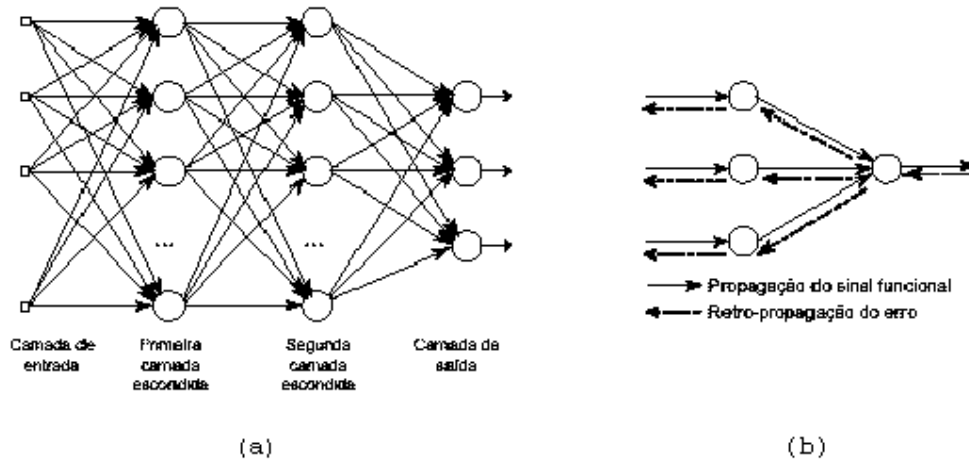 ...
...
Camada de
entrada
Primeira
camada
escondida
Segunda
camada
escondida
Camada de
saída
Propagação do sinal funcional
Retro-propagação do erro
(a)
(b)